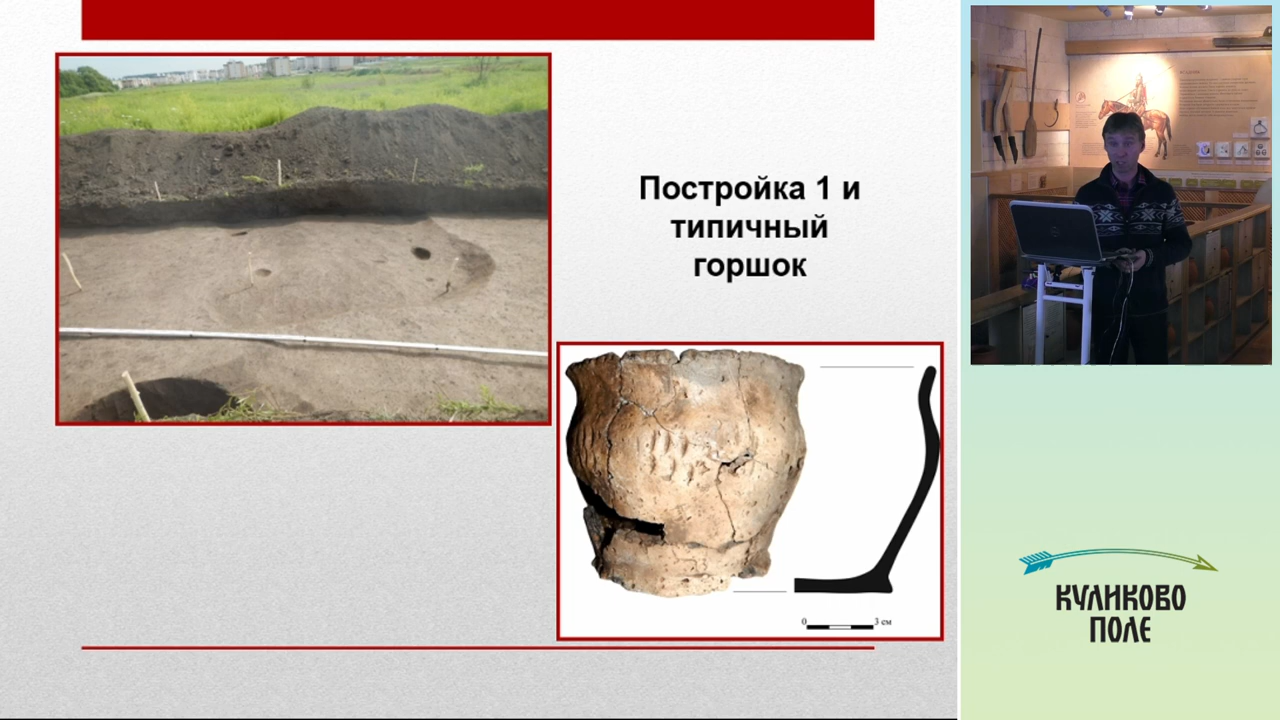 Постройка 1 и
типичный
горшок
0 3 см
КУЛИКОВО
ПОЛЕ